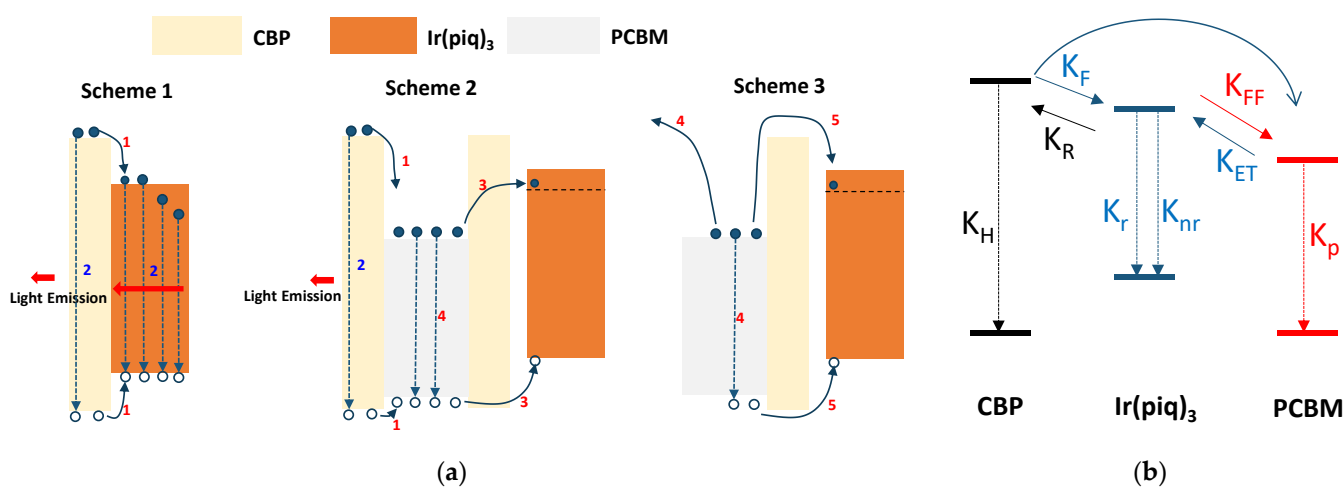 CBP
Ir(piq)3
PCBM
Scheme 1
Scheme 2
Scheme 3
1
2
2
1
Light Emission
1
2
3
4
1
3
Light Emission
4
5
4
5
(a)
KF
KR
KFF
KET
KH
Kr
Knr
Kp
CBP
Ir(piq)3
PCBM
(b)